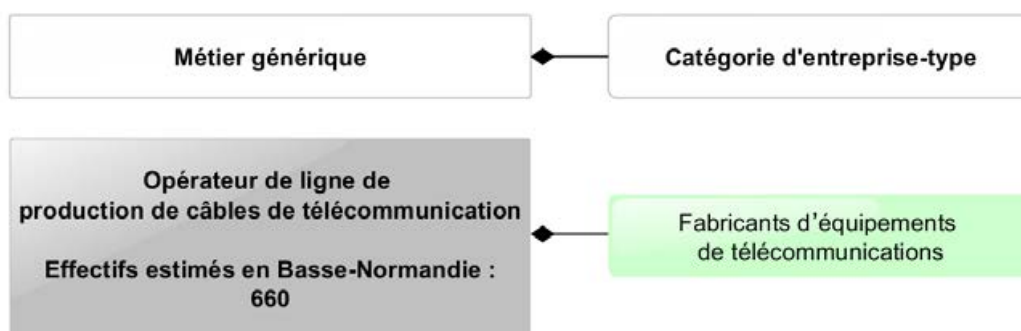 Métier générique
Catégorie d'entreprise-type
Opérateur de ligne de
production de câbles de télécommunication
Effectifs estimés en Basse-Normandie :
660
Fabricants d’équipements
de télécommunications